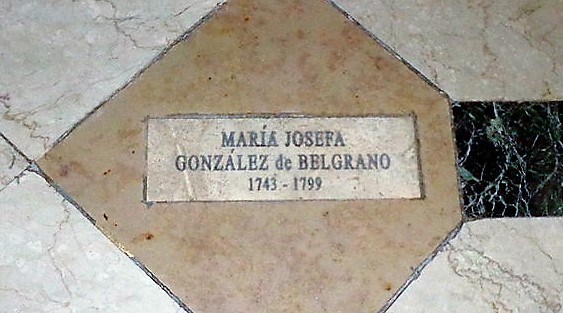 MARÍA JOSEFA
GONZÁLEZ de BELGRANO
1743 - 1799